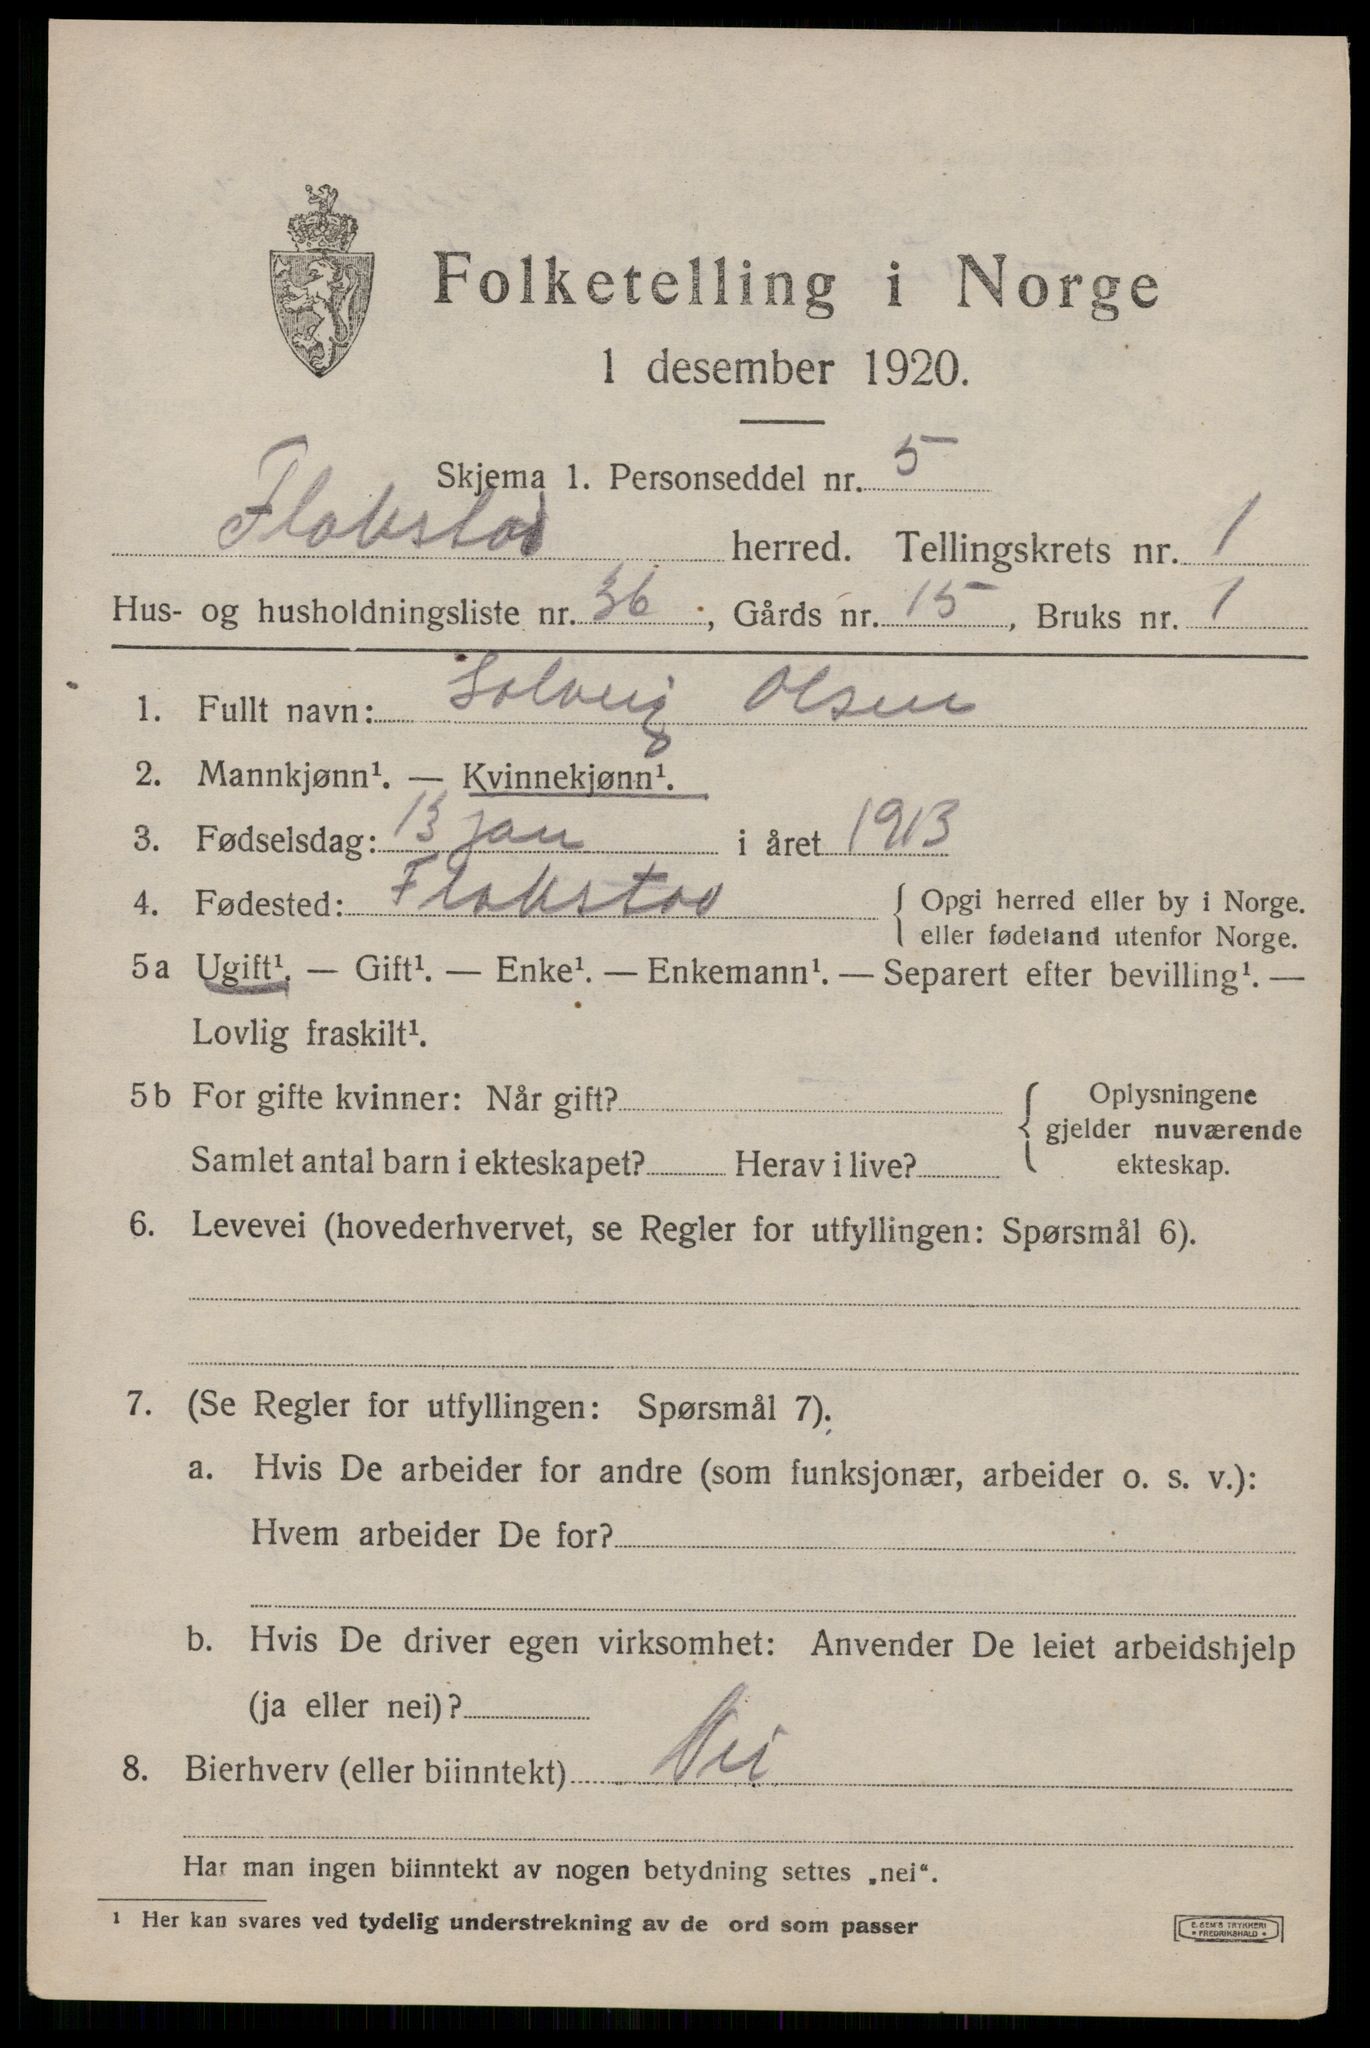 Folketelling i Norge
1 desember 1920.
Skjema 1. Personseddel nr. 5
Flakstad herred. Tellingskrets nr. 1
Hus- og husholdningsliste nr. 36, Gårds nr. 15, Bruks nr. 1
1. Fullt navn: Solveig Olsen
2. Mannkjønn¹. — Kvinnekjønn¹.
3. Fødselsdag: 13 jan i året 1913
4. Fødested: Flakstad { Opgi herred eller by i Norge.
eller fødeland utenfor Norge.
5 a Ugift¹. — Gift¹. — Enke¹. — Enkemann¹. — Separert efter bevilling¹. —
Lovlig fraskilt¹.
5 b For gifte kvinner: Når gift? { Oplysningene
gjelder nuværende
Samlet antal barn i ekteskapet? Herav i live? ekteskap.
6. Levevei (hovederhvervet, se Regler for utfyllingen: Spørsmål 6).
7. (Se Regler for utfyllingen: Spørsmål 7).
a. Hvis De arbeider for andre (som funksjonær, arbeider o. s. v.):
Hvem arbeider De for?
b. Hvis De driver egen virksomhet: Anvender De leiet arbeidshjelp
(ja eller nei)?
8. Bierhverv (eller biinntekt) Nei
Har man ingen biinntekt av nogen betydning settes „nei“.
¹ Her kan svares ved tydelig understrekning av de ord som passer
E. SEM'S TRYKKERI
* FREDRIKSHALD *